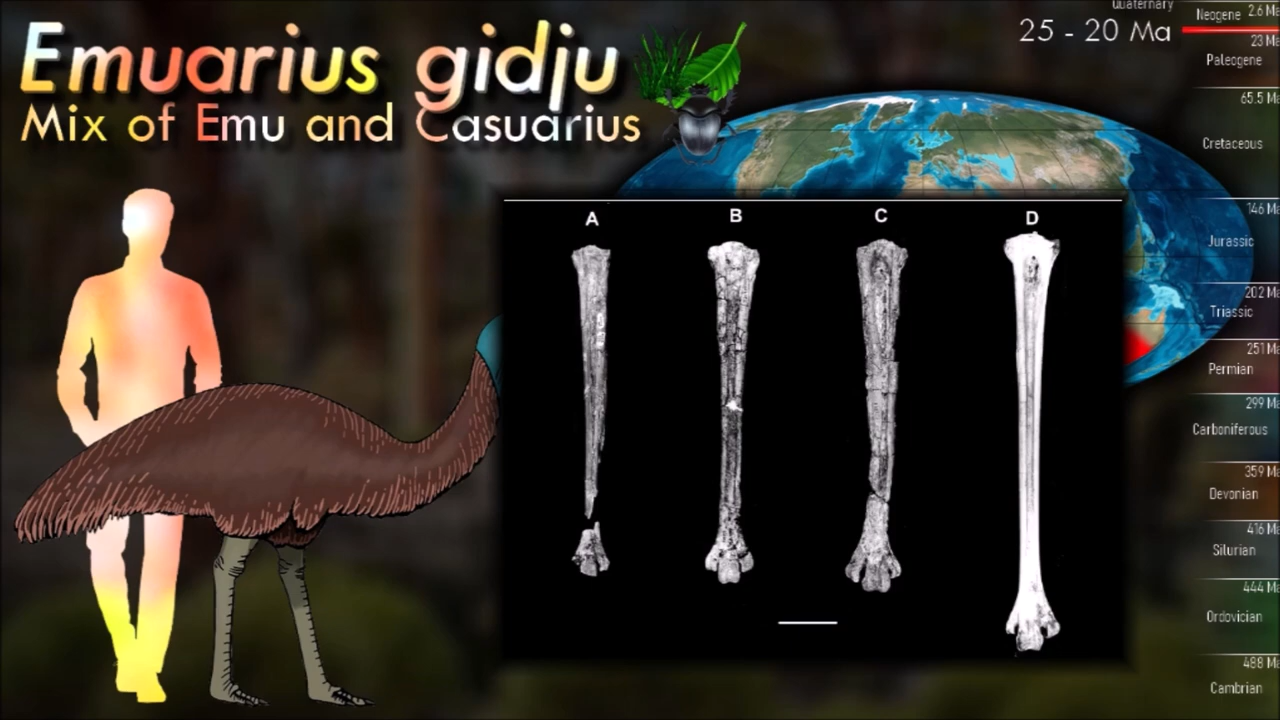 Emuarius gidju
Mix of Emu and Casuarius
25 - 20 Ma
A
B
C
D
Quaternary
2.6 Ma
Neogene
23 Ma
Paleogene
65.5 Ma
Cretaceous
146 Ma
Jurassic
202 Ma
Triassic
251 Ma
Permian
299 Ma
Carboniferous
359 Ma
Devonian
416 Ma
Silurian
444 Ma
Ordovician
488 Ma
Cambrian